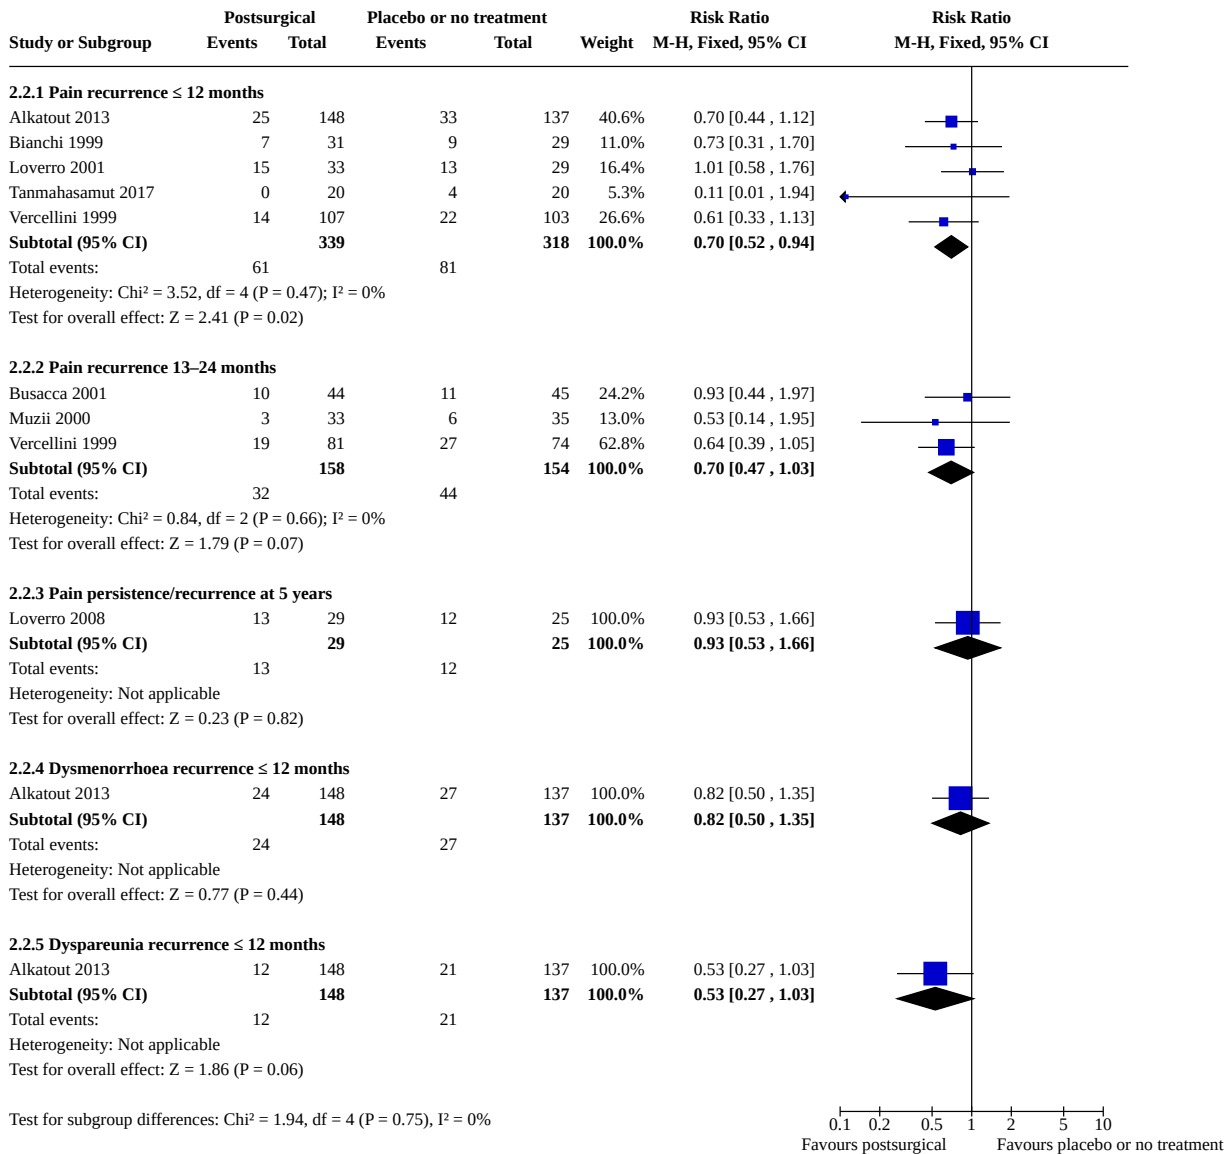 Postsurgical Placebo or no treatment Risk Ratio Risk Ratio
Study or Subgroup Events Total Events Total Weight M-H, Fixed, 95% CI M-H, Fixed, 95% CI
2.2.1 Pain recurrence ≤ 12 months
Alkatout 2013 25 148 33 137 40.6% 0.70 [0.44 , 1.12]
Bianchi 1999 7 31 9 29 11.0% 0.73 [0.31 , 1.70]
Loverro 2001 15 33 13 29 16.4% 1.01 [0.58 , 1.76]
Tanmahasamut 2017 0 20 4 20 5.3% 0.11 [0.01 , 1.94]
Vercellini 1999 14 107 22 103 26.6% 0.61 [0.33 , 1.13]
Subtotal (95% CI) 339 318 100.0% 0.70 [0.52 , 0.94]
Total events: 61 81
Heterogeneity: Chi² = 3.52, df = 4 (P = 0.47); I² = 0%
Test for overall effect: Z = 2.41 (P = 0.02)
2.2.2 Pain recurrence 13–24 months
Busacca 2001 10 44 11 45 24.2% 0.93 [0.44 , 1.97]
Muzii 2000 3 33 6 35 13.0% 0.53 [0.14 , 1.95]
Vercellini 1999 19 81 27 74 62.8% 0.64 [0.39 , 1.05]
Subtotal (95% CI) 158 154 100.0% 0.70 [0.47 , 1.03]
Total events: 32 44
Heterogeneity: Chi² = 0.84, df = 2 (P = 0.66); I² = 0%
Test for overall effect: Z = 1.79 (P = 0.07)
2.2.3 Pain persistence/recurrence at 5 years
Loverro 2008 13 29 12 25 100.0% 0.93 [0.53 , 1.66]
Subtotal (95% CI) 29 25 100.0% 0.93 [0.53 , 1.66]
Total events: 13 12
Heterogeneity: Not applicable
Test for overall effect: Z = 0.23 (P = 0.82)
2.2.4 Dysmenorrhoea recurrence ≤ 12 months
Alkatout 2013 24 148 27 137 100.0% 0.82 [0.50 , 1.35]
Subtotal (95% CI) 148 137 100.0% 0.82 [0.50 , 1.35]
Total events: 24 27
Heterogeneity: Not applicable
Test for overall effect: Z = 0.77 (P = 0.44)
2.2.5 Dyspareunia recurrence ≤ 12 months
Alkatout 2013 12 148 21 137 100.0% 0.53 [0.27 , 1.03]
Subtotal (95% CI) 148 137 100.0% 0.53 [0.27 , 1.03]
Total events: 12 21
Heterogeneity: Not applicable
Test for overall effect: Z = 1.86 (P = 0.06)
Test for subgroup differences: Chi² = 1.94, df = 4 (P = 0.75), I² = 0%
0.1 0.2 0.5 1 2 5 10
Favours postsurgical Favours placebo or no treatment